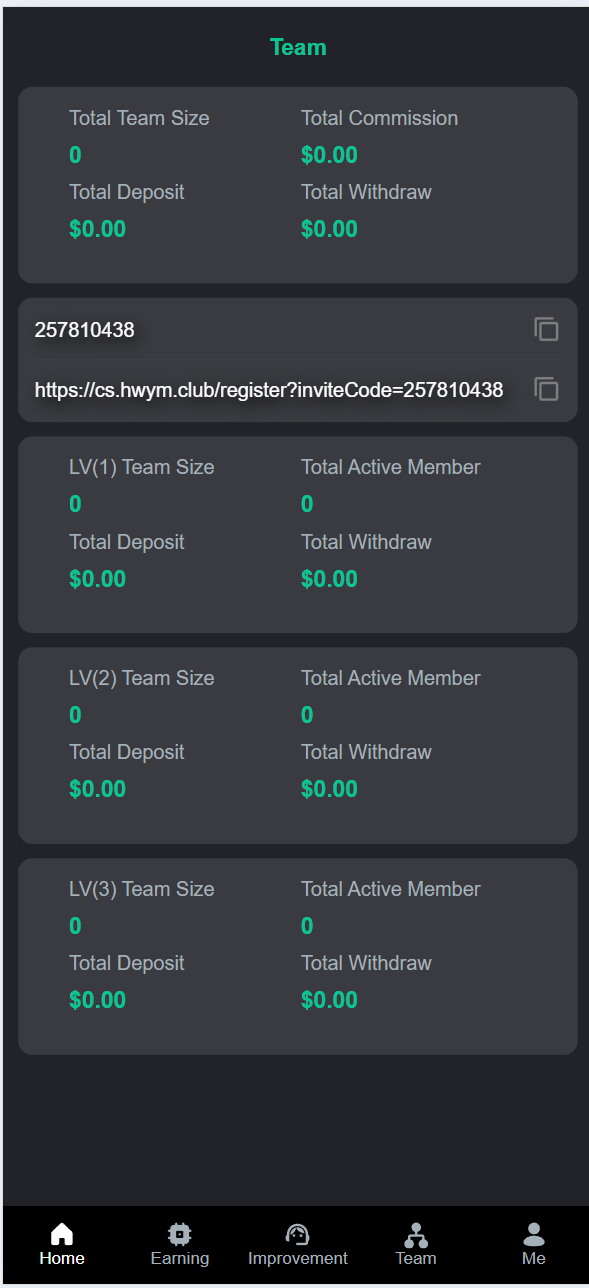 Team
Total Team Size Total Commission
0 $0.00
Total Deposit Total Withdraw
$0.00 $0.00
257810438
https://cs.hwym.club/register?inviteCode=257810438
LV(1) Team Size Total Active Member
0 0
Total Deposit Total Withdraw
$0.00 $0.00
LV(2) Team Size Total Active Member
0 0
Total Deposit Total Withdraw
$0.00 $0.00
LV(3) Team Size Total Active Member
0 0
Total Deposit Total Withdraw
$0.00 $0.00
Home Earning Improvement Team Me